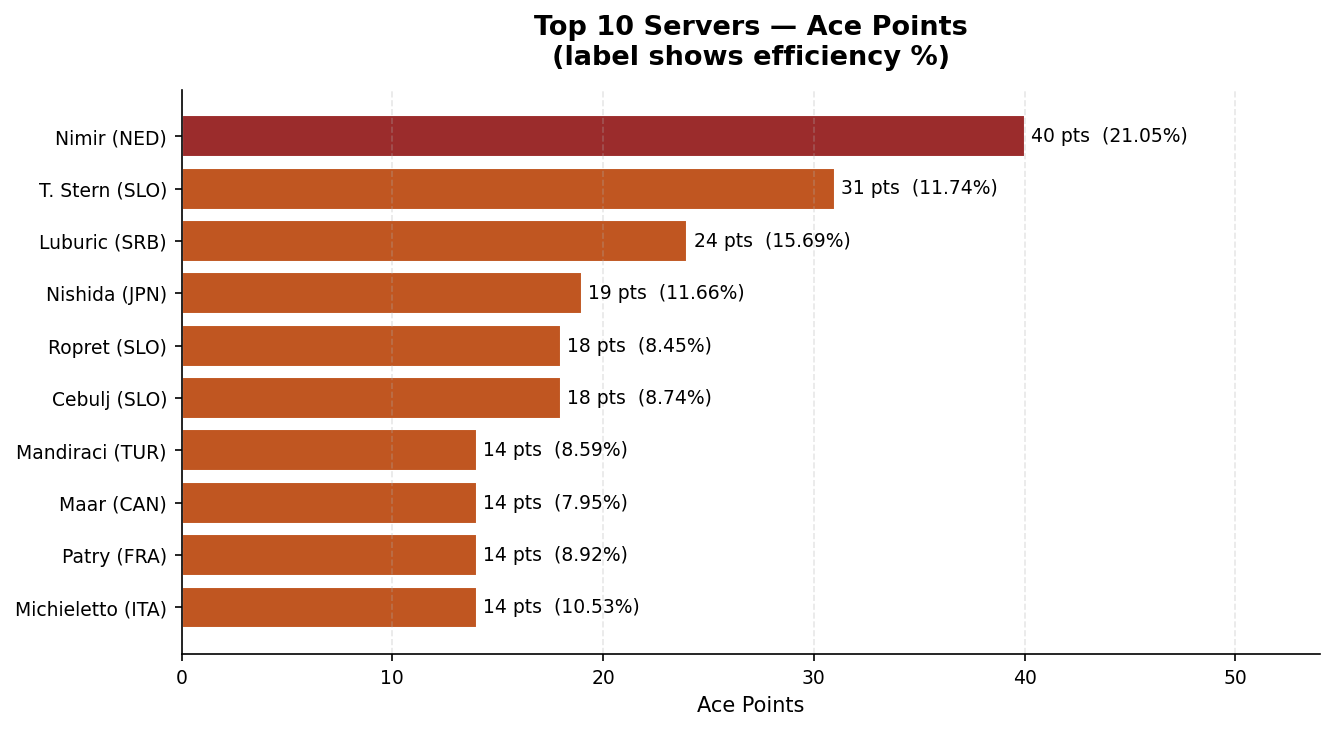 Top 10 Servers — Ace Points
(label shows efficiency %)
Nimir (NED) 40 pts (21.05%)
T. Stern (SLO) 31 pts (11.74%)
Luburic (SRB) 24 pts (15.69%)
Nishida (JPN) 19 pts (11.66%)
Ropret (SLO) 18 pts (8.45%)
Cebulj (SLO) 18 pts (8.74%)
Mandiraci (TUR) 14 pts (8.59%)
Maar (CAN) 14 pts (7.95%)
Patry (FRA) 14 pts (8.92%)
Michieletto (ITA) 14 pts (10.53%)
0 10 20 30 40 50
Ace Points